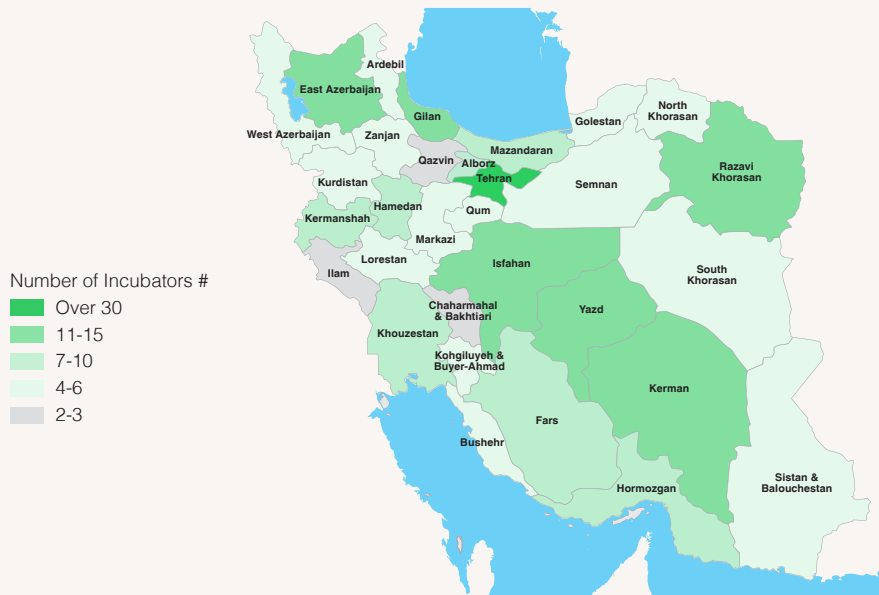 Ardebil
East Azerbaijan
North
Khorasan
Gilan
Golestan
West Azerbaijan
Zanjan
Mazandaran
Qazvin
Alborz
Razavi
Khorasan
Tehran
Kurdistan
Semnan
Hamedan
Qum
Kermanshah
Markazi
Lorestan
Isfahan
Ilam
South
Khorasan
Number of Incubators #
Over 30
11-15
7-10
4-6
2-3
Chaharmahal
& Bakhtiari
Yazd
Khouzestan
Kohgiluyeh &
Buyer-Ahmad
Kerman
Fars
Bushehr
Sistan &
Balouchestan
Hormozgan